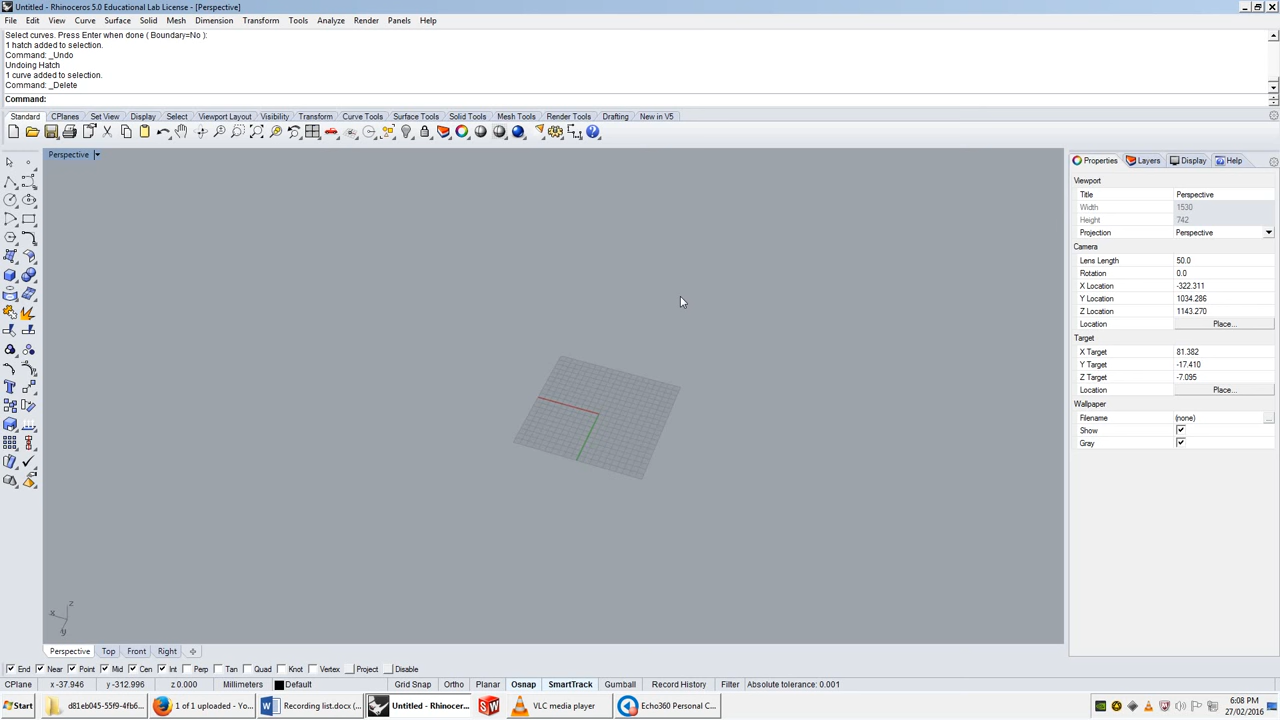 Untitled - Rhinoceros 5.0 Educational Lab License - [Perspective]
File Edit View Curve Surface Solid Mesh Dimension Transform Tools Analyze Render Panels Help
Select curves. Press Enter when done ( Boundary=No ):
1 hatch added to selection.
Command: _Undo
Undoing Hatch
1 curve added to selection.
Command: _Delete
Command:
Standard CPlanes Set View Display Select Viewport Layout Visibility Transform Curve Tools Surface Tools Solid Tools Mesh Tools Render Tools Drafting New in V5
Perspective
Properties Layers Display Help
Viewport
Title Perspective
Width 1530
Height 742
Projection Perspective
Camera
Lens Length 50.0
Rotation 0.0
X Location -322.311
Y Location 1034.286
Z Location 1143.270
Location Place...
Target
X Target 81.382
Y Target -17.410
Z Target -7.095
Location Place...
Wallpaper
Filename (none) ...
Show
Gray
z
x
y
Perspective Top Front Right
End Near Point Mid Cen Int Perp Tan Quad Knot Vertex Project Disable
CPlane x -37.946 y -312.996 z 0.000 Millimeters Default Grid Snap Ortho Planar Osnap SmartTrack Gumball Record History Filter Absolute tolerance: 0.001
Start d81eb045-55f9-4fb6... 1 of 1 uploaded - Yo... Recording list.docx (... Untitled - Rhinocer... VLC media player Echo360 Personal C... 6:08 PM
27/02/2016